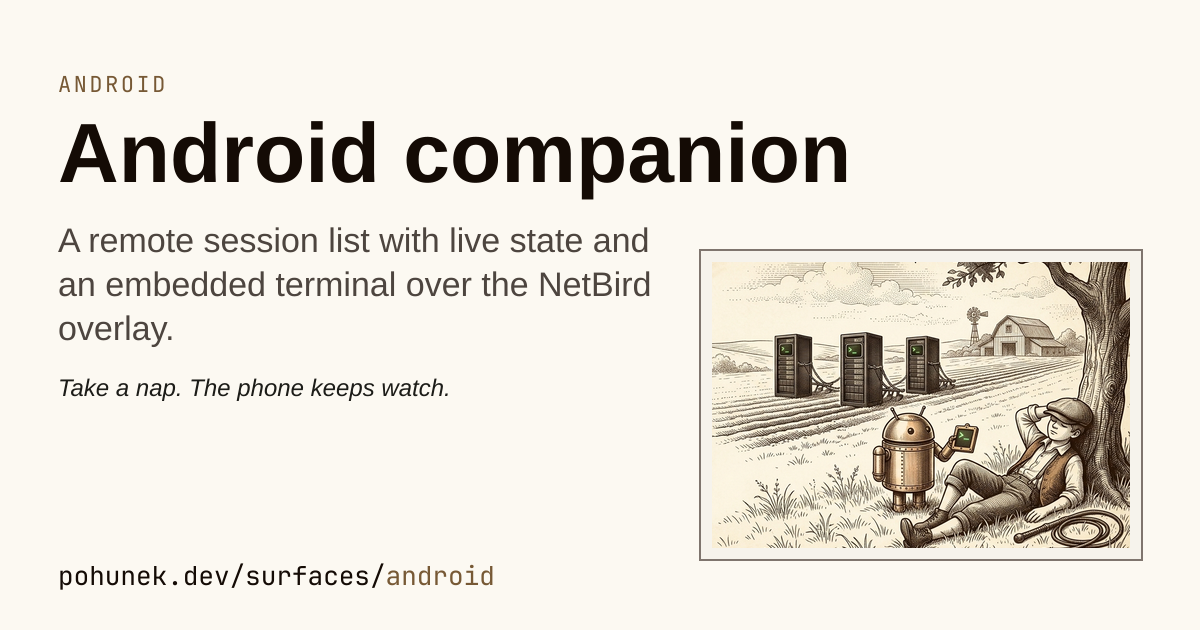 ANDROID
Android companion
A remote session list with live state and
an embedded terminal over the NetBird
overlay.
Take a nap. The phone keeps watch.
pohunek.dev/surfaces/android